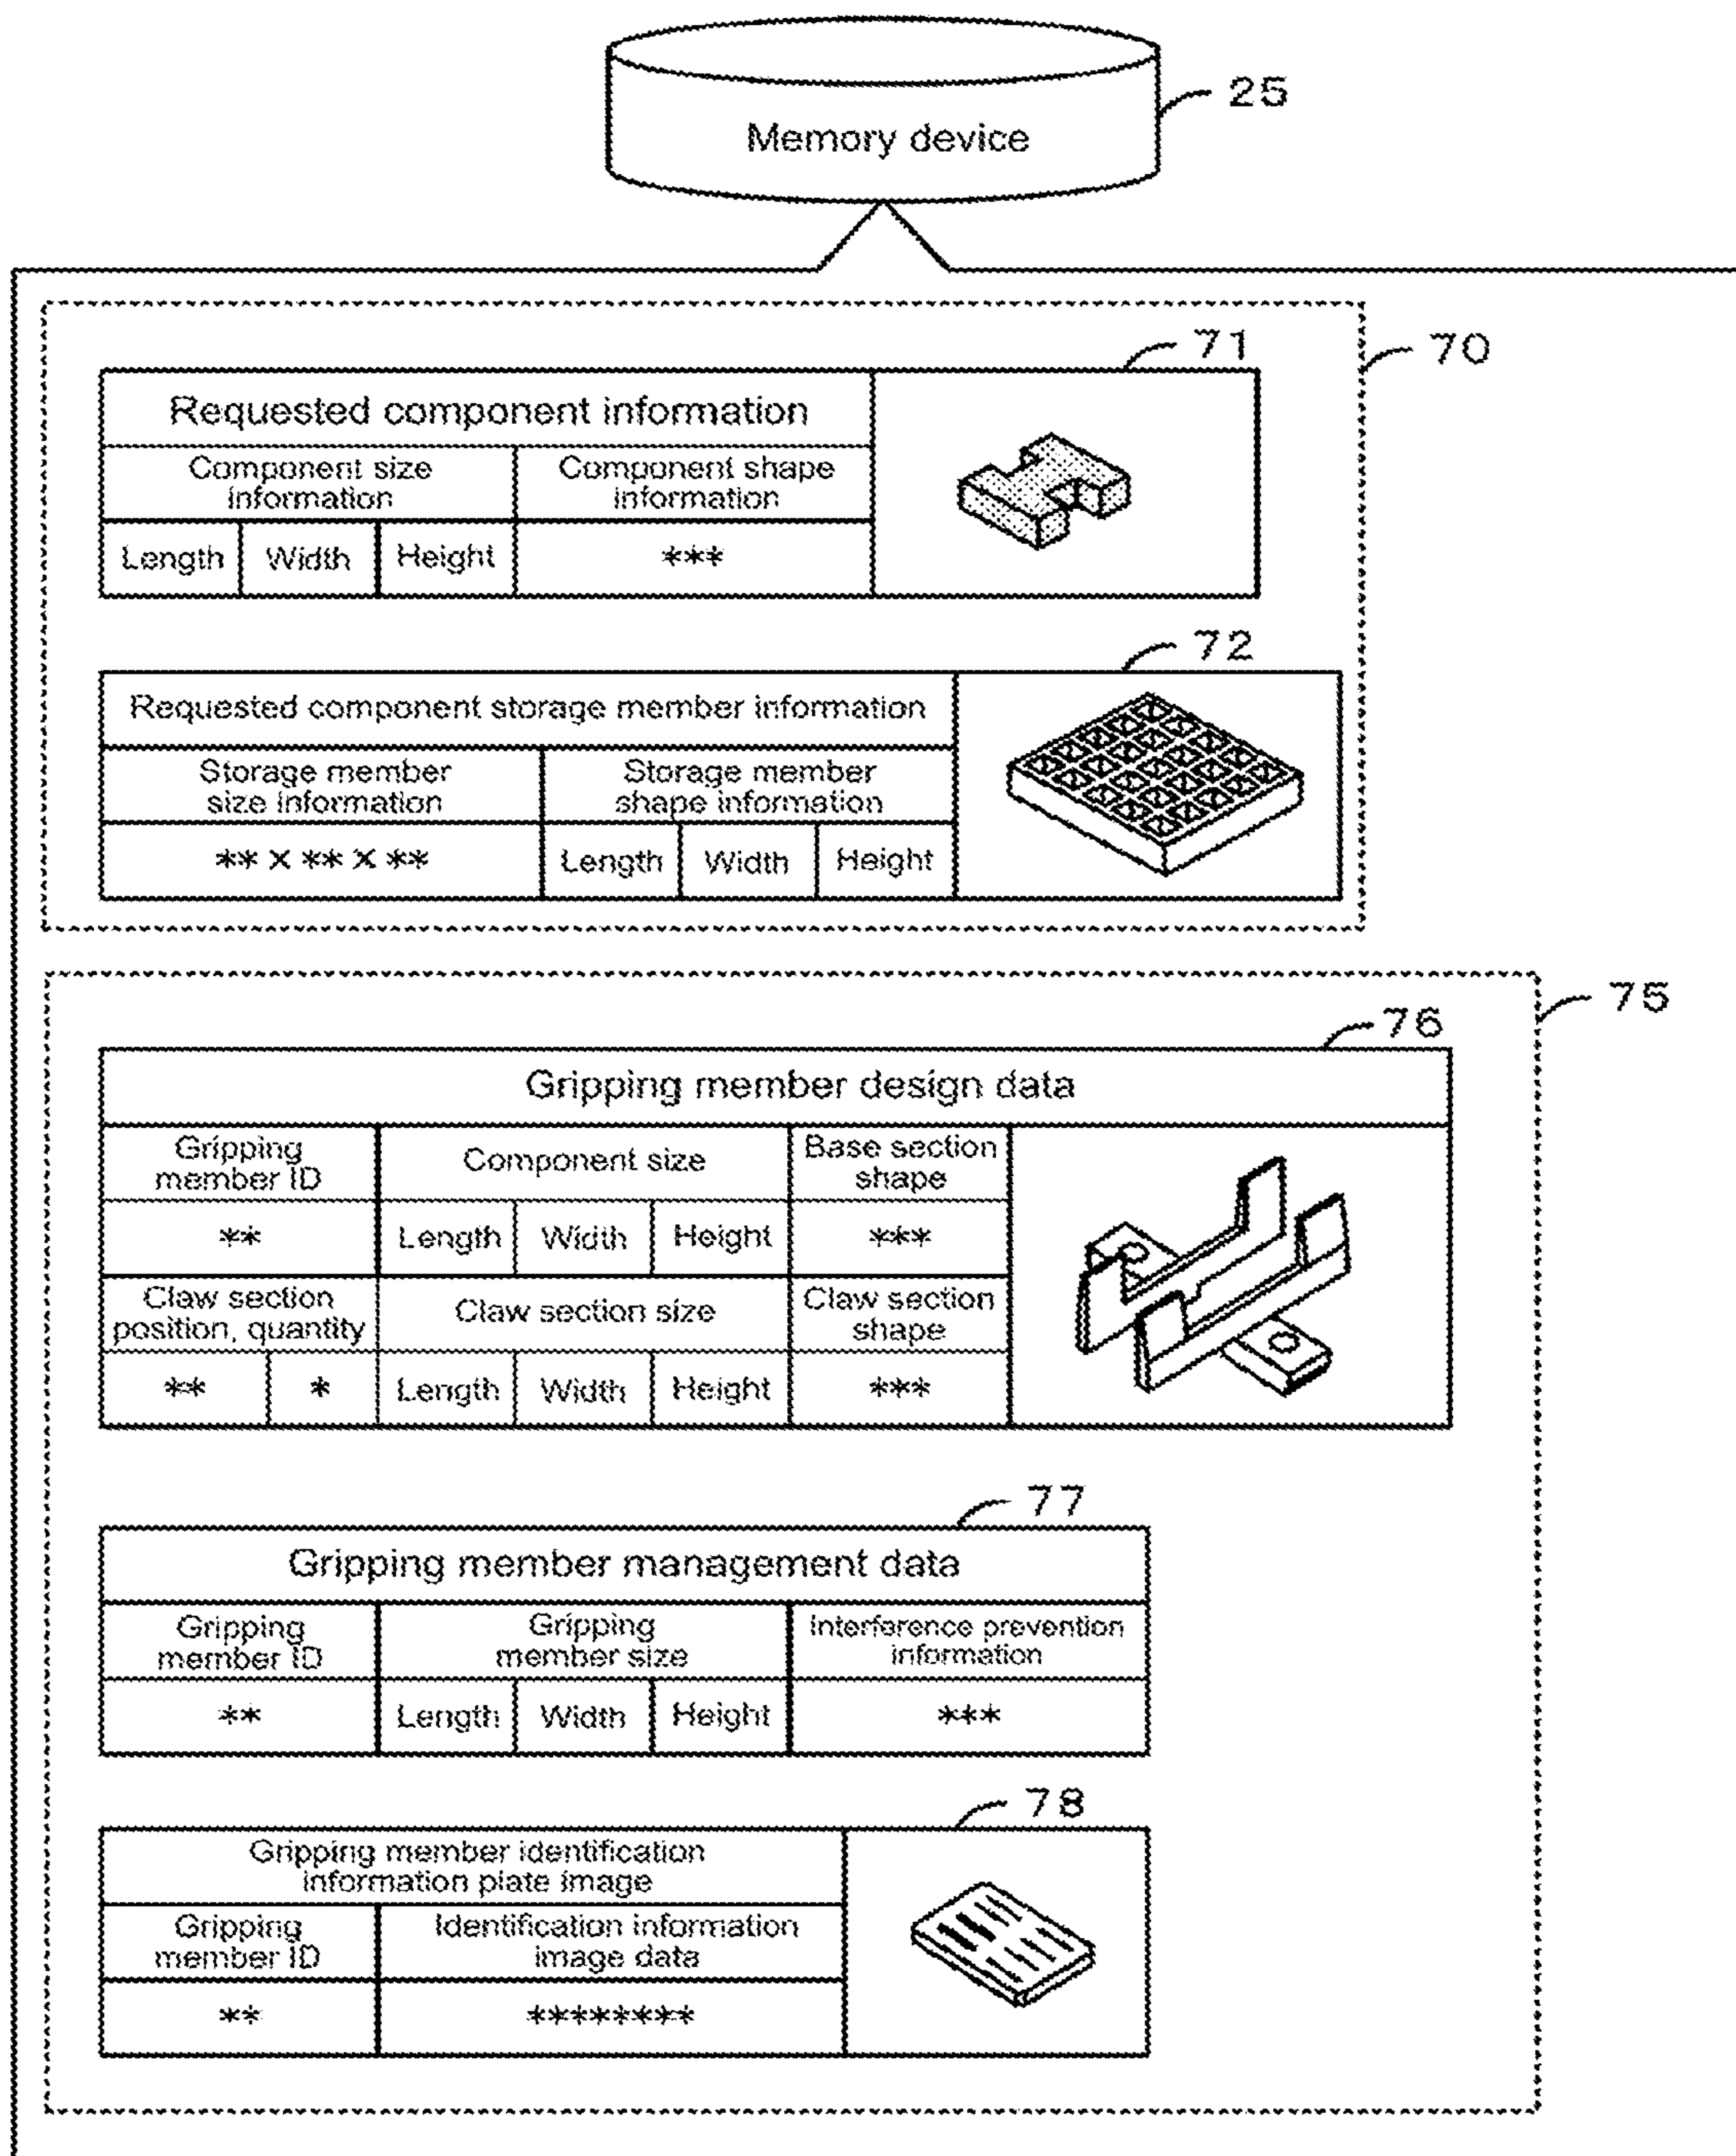 Memory device
25
70
71
Requested component information
Component size
information
Component shape
information
Length Width Height ***
72
Requested component storage member information
Storage member
size information
Storage member
shape information
** X ** X ** Length Width Height
75
76
Gripping member design data
Gripping
member ID
Component size
Base section
shape
** Length Width Height ***
Claw section
position, quantity
Claw section size
Claw section
shape
** * Length Width Height ***
77
Gripping member management data
Gripping
member ID
Gripping
member size
Interference prevention
information
** Length Width Height ***
78
Gripping member identification
information plate image
Gripping
member ID
Identification information
image data
** ********